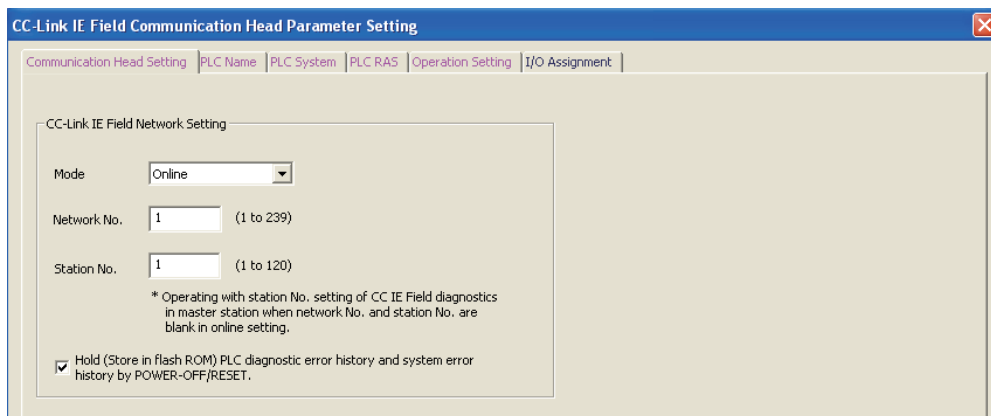 CC-Link IE Field Communication Head Parameter Setting
Communication Head Setting PLC Name PLC System PLC RAS Operation Setting I/O Assignment
CC-Link IE Field Network Setting
Mode Online
Network No. 1 (1 to 239)
Station No. 1 (1 to 120)
* Operating with station No. setting of CC IE Field diagnostics
in master station when network No. and station No. are
blank in online setting.
Hold (Store in flash ROM) PLC diagnostic error history and system error
history by POWER-OFF/RESET.